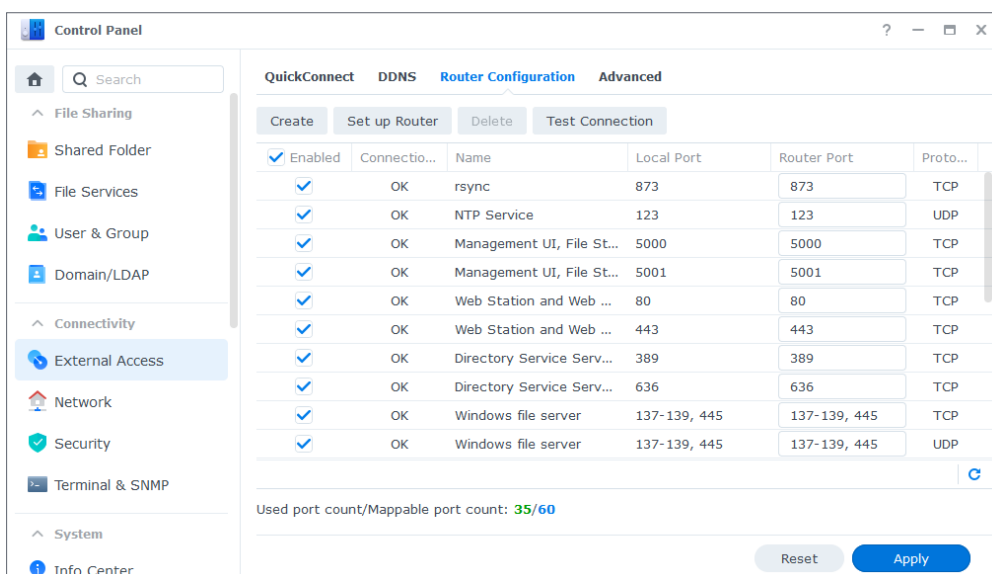 Control Panel
?
Search
QuickConnect DDNS Router Configuration Advanced
File Sharing
Shared Folder
File Services
User & Group
Domain/LDAP
Connectivity
External Access
Network
Security
Terminal & SNMP
System
Info Center
Create Set up Router Delete Test Connection
Enabled Connectio... Name Local Port Router Port Proto...
OK rsync 873 873 TCP
OK NTP Service 123 123 UDP
OK Management UI, File St... 5000 5000 TCP
OK Management UI, File St... 5001 5001 TCP
OK Web Station and Web ... 80 80 TCP
OK Web Station and Web ... 443 443 TCP
OK Directory Service Serv... 389 389 TCP
OK Directory Service Serv... 636 636 TCP
OK Windows file server 137-139, 445 137-139, 445 TCP
OK Windows file server 137-139, 445 137-139, 445 UDP
Used port count/Mappable port count: 35/60
Reset Apply